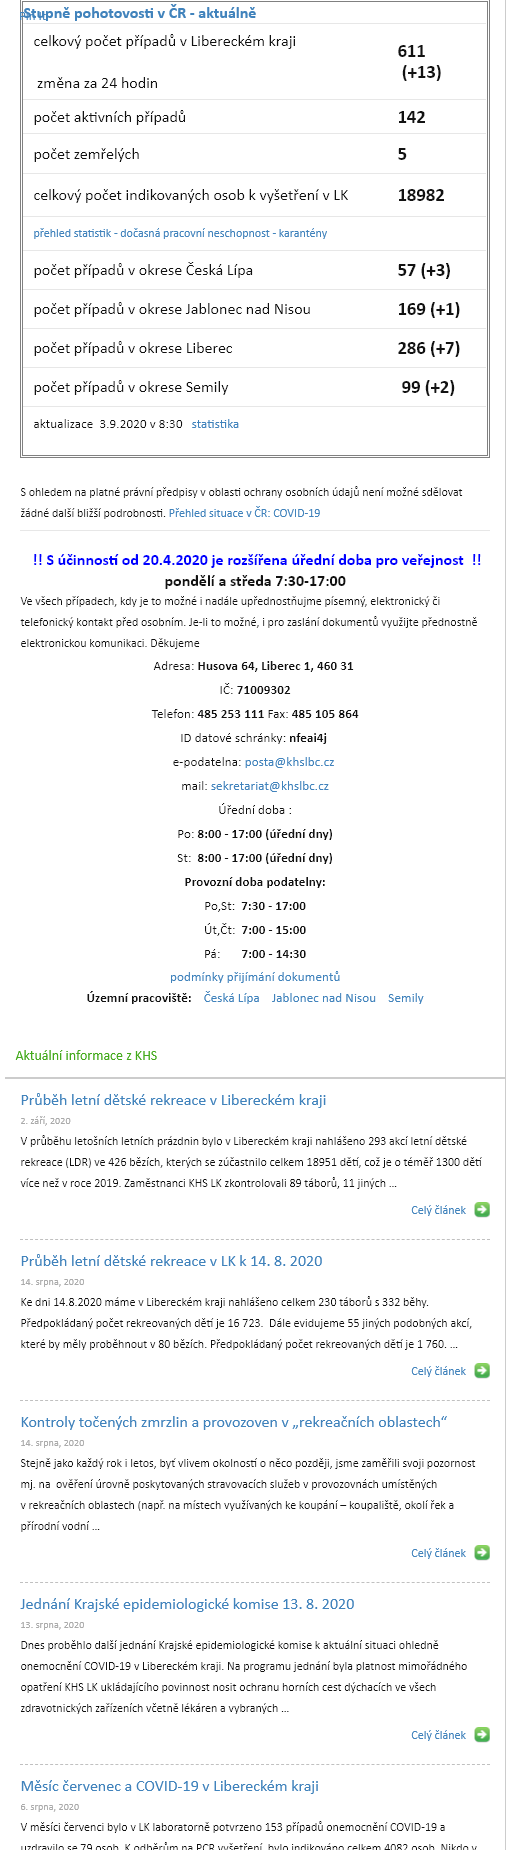 Stupně pohotovosti v ČR - aktuálně
celkový počet případů v Libereckém kraji
změna za 24 hodin
611
(+13)
počet aktivních případů 142
počet zemřelých 5
celkový počet indikovaných osob k vyšetření v LK 18982
přehled statistik - dočasná pracovní neschopnost - karantény
počet případů v okrese Česká Lípa 57 (+3)
počet případů v okrese Jablonec nad Nisou 169 (+1)
počet případů v okrese Liberec 286 (+7)
počet případů v okrese Semily 99 (+2)
aktualizace 3.9.2020 v 8:30 statistika
S ohledem na platné právní předpisy v oblasti ochrany osobních údajů není možné sdělovat
žádné další bližší podrobnosti. Přehled situace v ČR: COVID-19
!! S účinností od 20.4.2020 je rozšířena úřední doba pro veřejnost !!
pondělí a středa 7:30-17:00
Ve všech případech, kdy je to možné i nadále upřednostňujme písemný, elektronický či
telefonický kontakt před osobním. Je-li to možné, i pro zaslání dokumentů využijte přednostně
elektronickou komunikaci. Děkujeme
Adresa: Husova 64, Liberec 1, 460 31
IČ: 71009302
Telefon: 485 253 111 Fax: 485 105 864
ID datové schránky: nfeai4j
e-podatelna: posta@khslbc.cz
mail: sekretariat@khslbc.cz
Úřední doba :
Po: 8:00 - 17:00 (úřední dny)
St: 8:00 - 17:00 (úřední dny)
Provozní doba podatelny:
Po,St: 7:30 - 17:00
Út,Čt: 7:00 - 15:00
Pá: 7:00 - 14:30
podmínky přijímání dokumentů
Územní pracoviště: Česká Lípa Jablonec nad Nisou Semily
Aktuální informace z KHS
Průběh letní dětské rekreace v Libereckém kraji
2. září, 2020
V průběhu letošních letních prázdnin bylo v Libereckém kraji nahlášeno 293 akcí letní dětské
rekreace (LDR) ve 426 bězích, kterých se zúčastnilo celkem 18951 dětí, což je o téměř 1300 dětí
více než v roce 2019. Zaměstnanci KHS LK zkontrolovali 89 táborů, 11 jiných ...
Celý článek
Průběh letní dětské rekreace v LK k 14. 8. 2020
14. srpna, 2020
Ke dni 14.8.2020 máme v Libereckém kraji nahlášeno celkem 230 táborů s 332 běhy.
Předpokládaný počet rekreovaných dětí je 16 723. Dále evidujeme 55 jiných podobných akcí,
které by měly proběhnout v 80 bězích. Předpokládaný počet rekreovaných dětí je 1 760. ...
Celý článek
Kontroly točených zmrzlin a provozoven v „rekreačních oblastech“
14. srpna, 2020
Stejně jako každý rok i letos, byť vlivem okolností o něco později, jsme zaměřili svoji pozornost
mj. na ověření úrovně poskytovaných stravovacích služeb v provozovnách umístěných
v rekreačních oblastech (např. na místech využívaných ke koupání – koupaliště, okolí řek a
přírodní vodní ...
Celý článek
Jednání Krajské epidemiologické komise 13. 8. 2020
13. srpna, 2020
Dnes proběhlo další jednání Krajské epidemiologické komise k aktuální situaci ohledně
onemocnění COVID-19 v Libereckém kraji. Na programu jednání byla platnost mimořádného
opatření KHS LK ukládajícího povinnost nosit ochranu horních cest dýchacích ve všech
zdravotnických zařízeních včetně lékáren a vybraných ...
Celý článek
Měsíc červenec a COVID-19 v Libereckém kraji
6. srpna, 2020
V měsíci červenci bylo v LK laboratorně potvrzeno 153 případů onemocnění COVID-19 a
uzdravilo se 79 osob. K odběrům na PCR vyšetření bylo indikováno celkem 4082 osob. Nikdo v